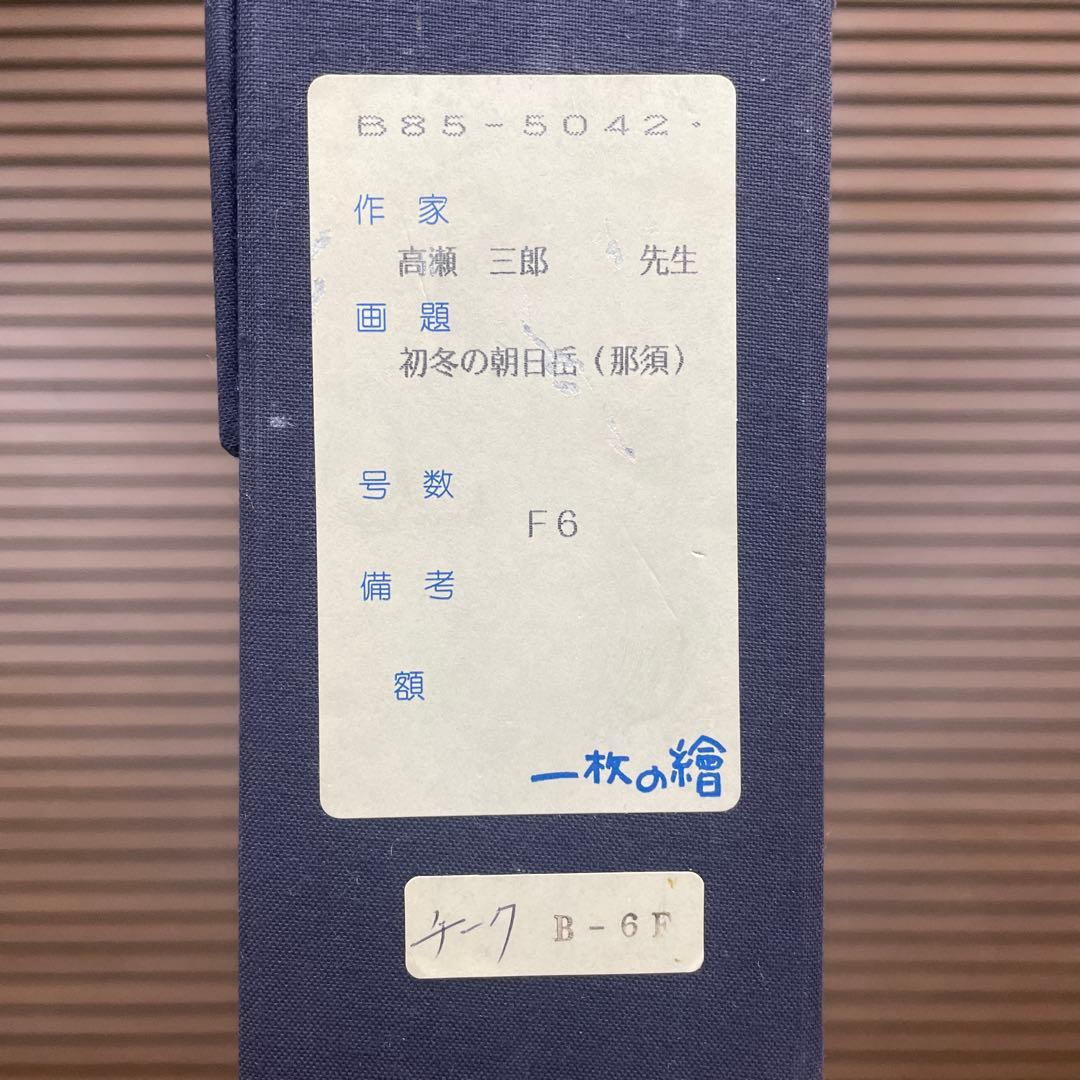 B85-5042
作家
高瀬 三郎 先生
画題
初冬の朝日岳(那須)
号数
F6
備考
額
一枚の繪
チーク B-6F